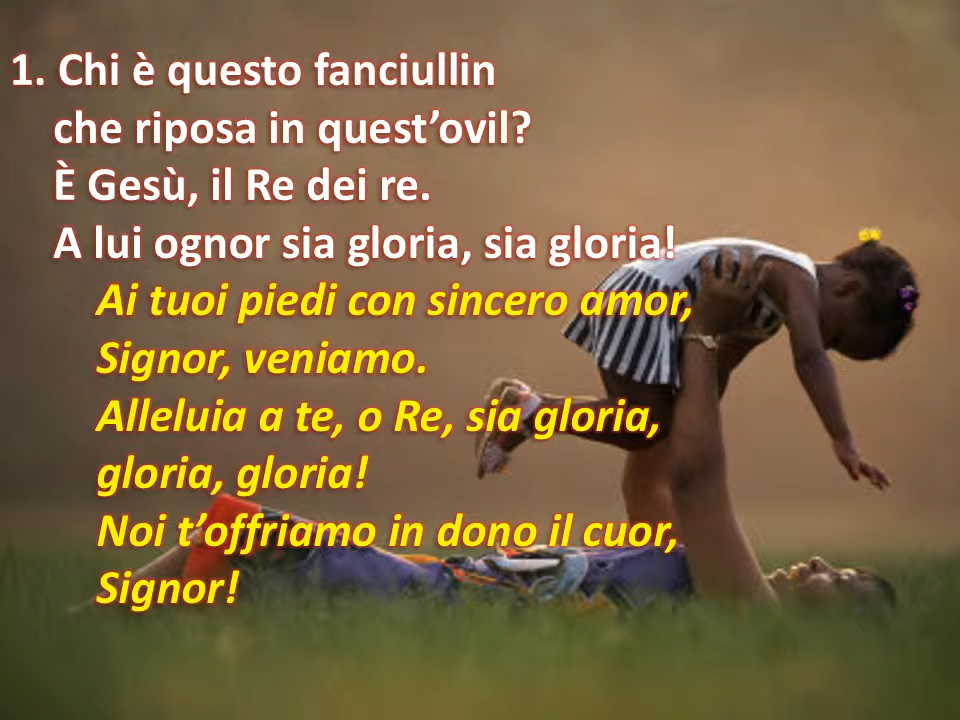 1. Chi è questo fanciullin
che riposa in quest’ovil?
È Gesù, il Re dei re.
A lui ognor sia gloria, sia gloria!
Ai tuoi piedi con sincero amor,
Signor, veniamo.
Alleluia a te, o Re, sia gloria,
gloria, gloria!
Noi t’offriamo in dono il cuor,
Signor!